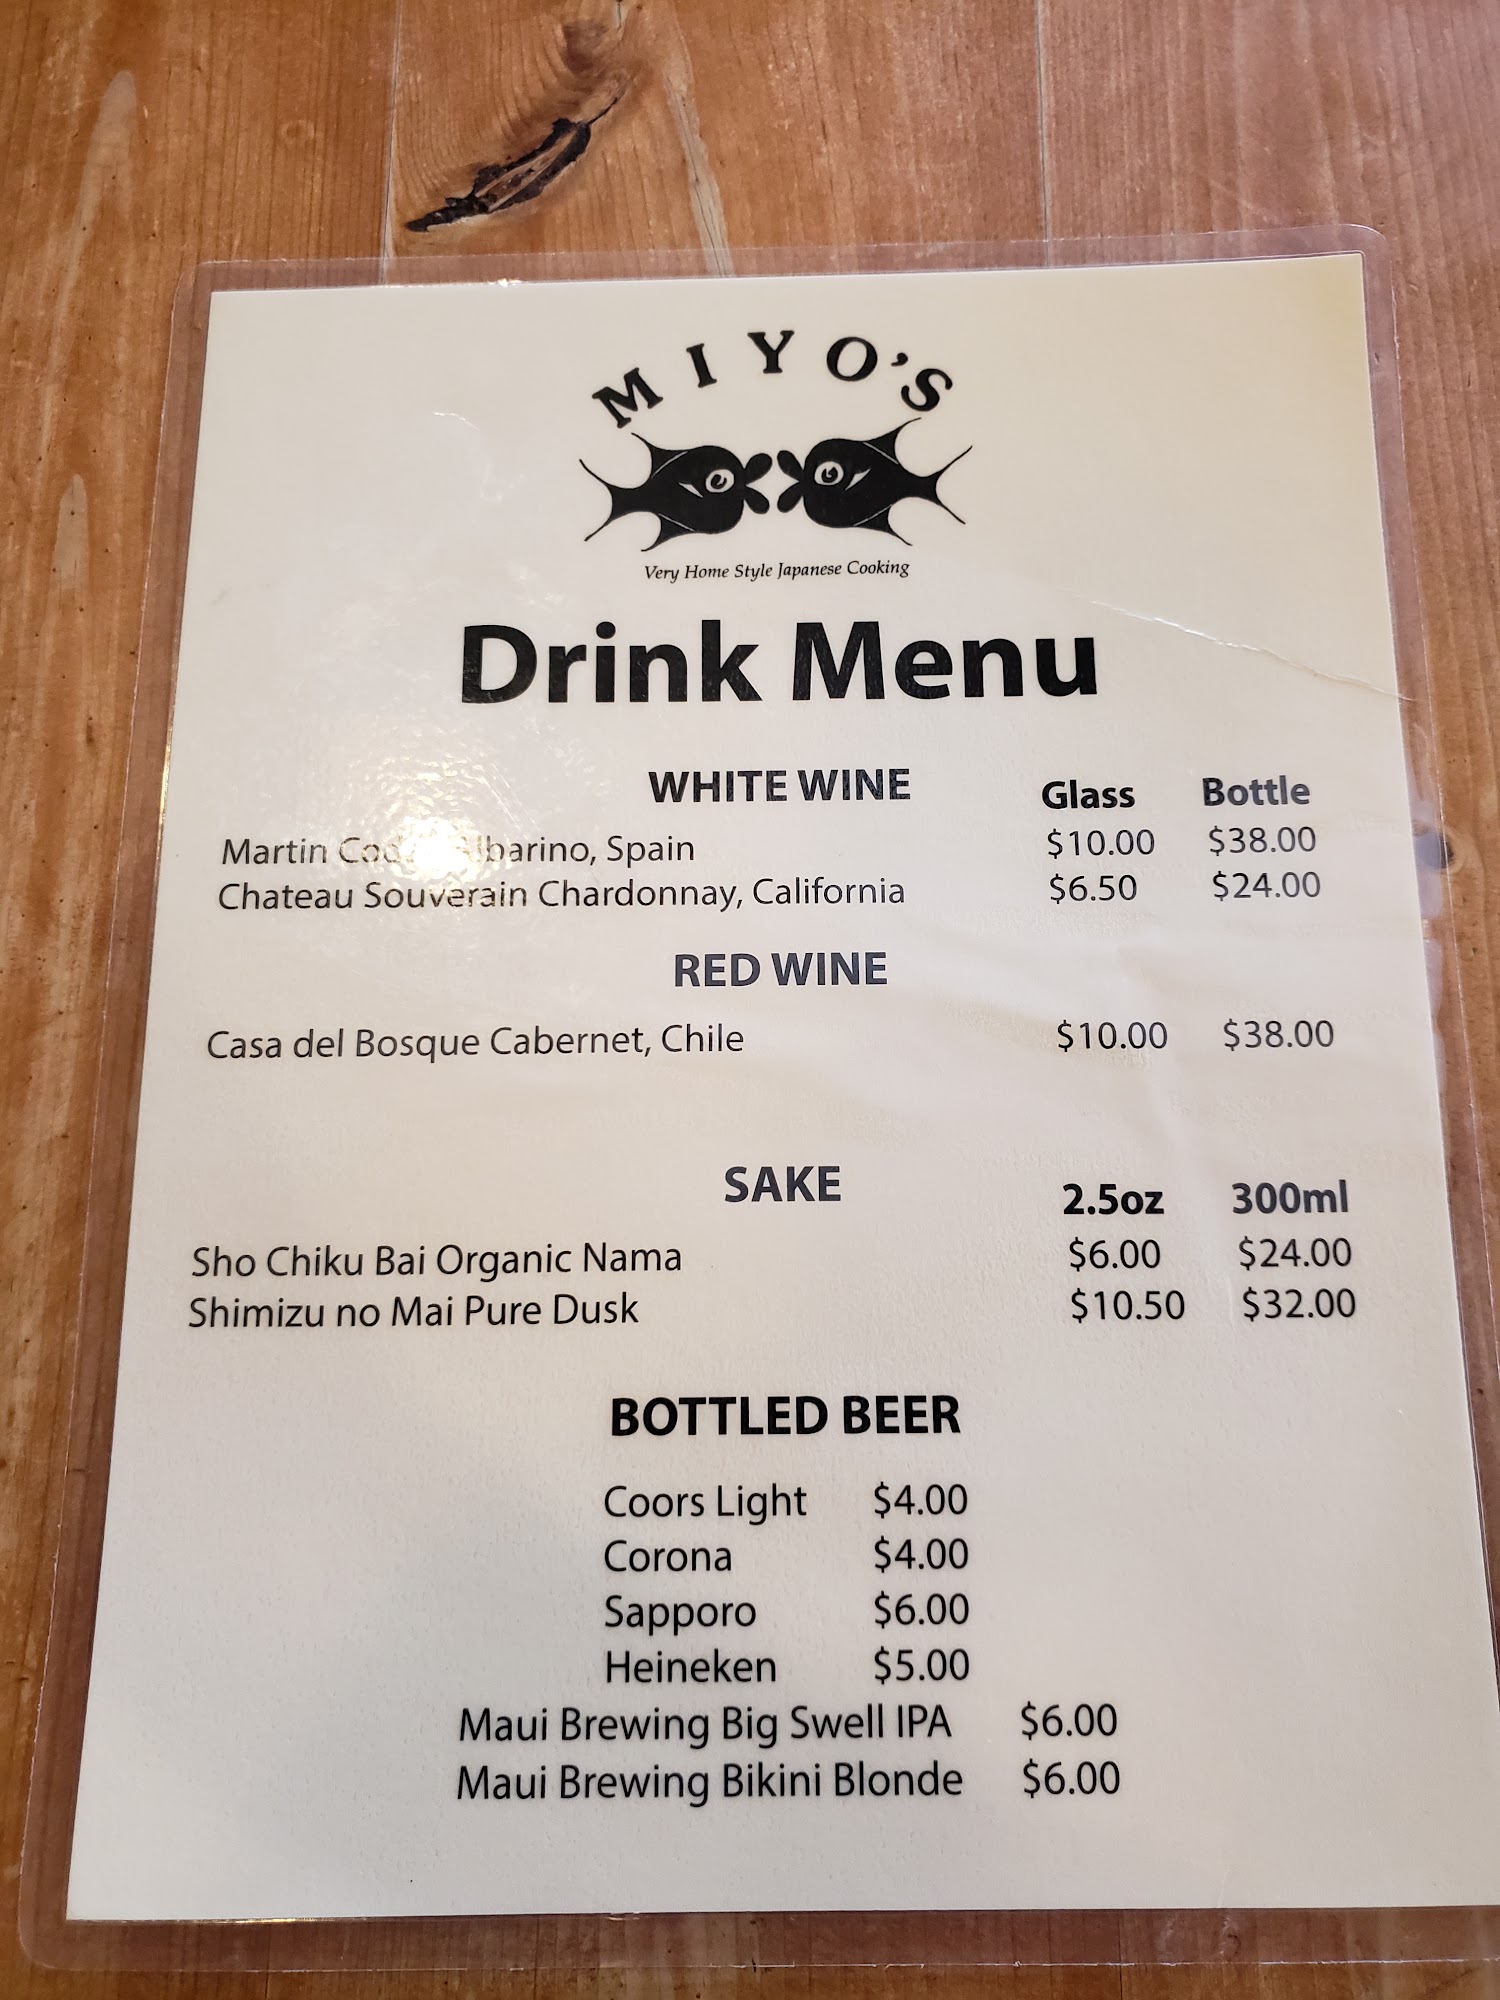 MIYO'S
Very Home Style Japanese Cooking
Drink Menu
WHITE WINE Glass Bottle
Martin Spain $10.00 $38.00
Chateau Souverain Chardonnay, California $6.50 $24.00
RED WINE
Casa del Bosque Cabernet, Chile $10.00 $38.00
SAKE 2.5oz 300ml
Sho Chiku Bai Organic Nama $6.00 $24.00
Shimizu no Mai Pure Dusk $10.50 $32.00
BOTTLED BEER
Coors Light $4.00
Corona $4.00
Sapporo $6.00
Heineken $5.00
Maui Brewing Big Swell IPA $6.00
Maui Brewing Bikini Blonde $6.00